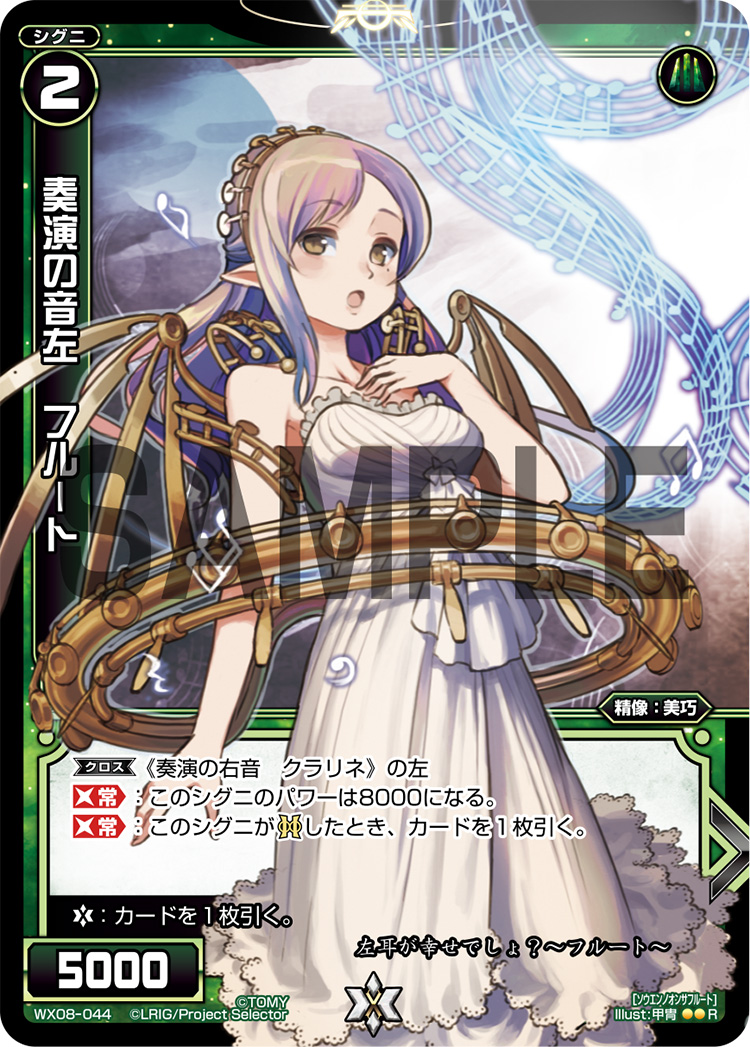 シグニ
2
奏演の音左 フルート
SAMPLE
精像：美巧
クロス 《奏演の右音 クラリネ》の左
常：このシグニのパワーは8000になる。
常：このシグニがHしたとき、カードを1枚引く。
：カードを1枚引く。
左耳が幸せでしょ？～フルート～
5000
WX08-044 ©LRIG/Project Selector
©TOMY
[ソウエンノオンサフルート]
Illust:甲冑 R